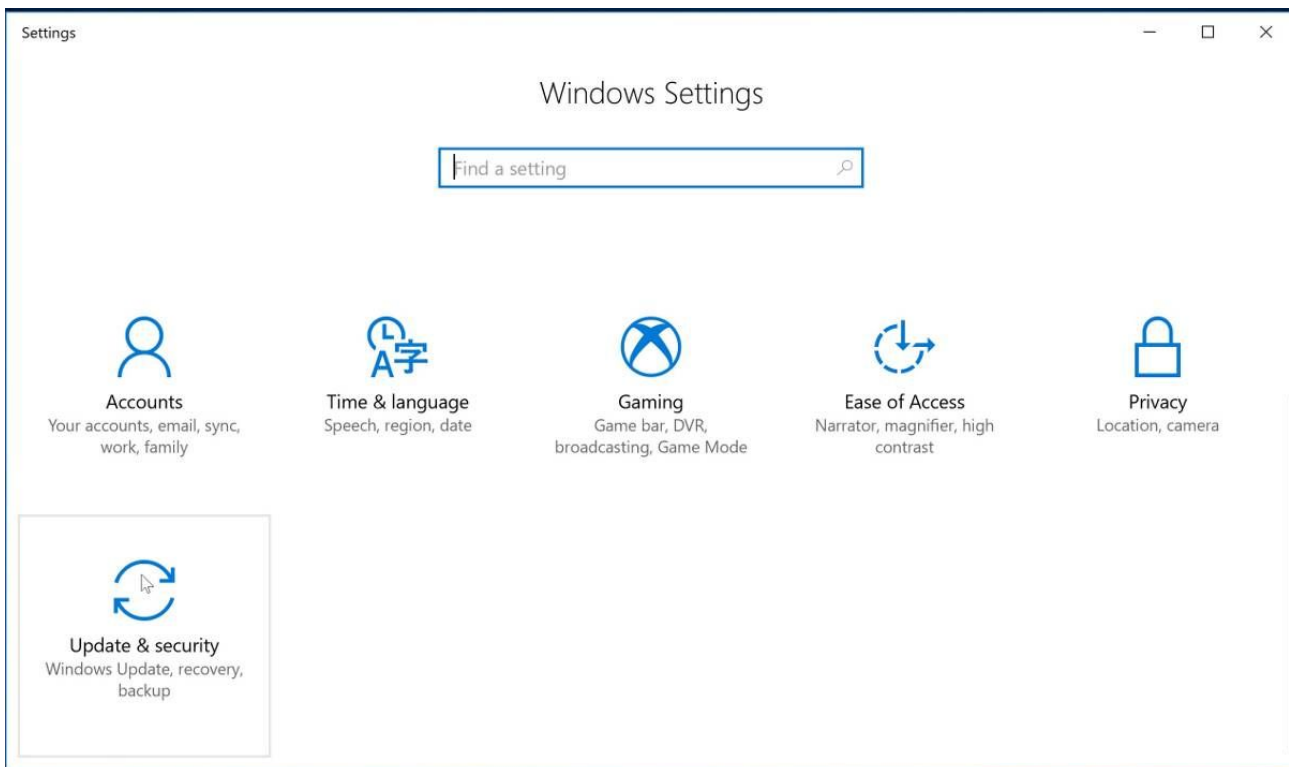 Settings
Windows Settings
Find a setting
Accounts
Your accounts, email, sync,
work, family
Time & language
Speech, region, date
Gaming
Game bar, DVR,
broadcasting, Game Mode
Ease of Access
Narrator, magnifier, high
contrast
Privacy
Location, camera
Update & security
Windows Update, recovery,
backup